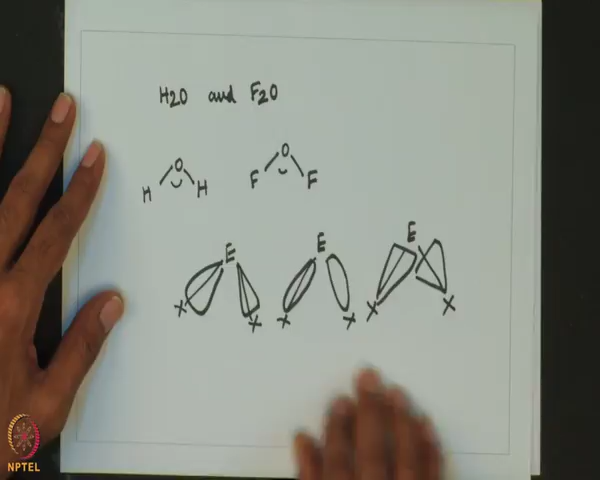 H2O and F2O
O O
H H F F
E E E
X X X X X X
NPTEL